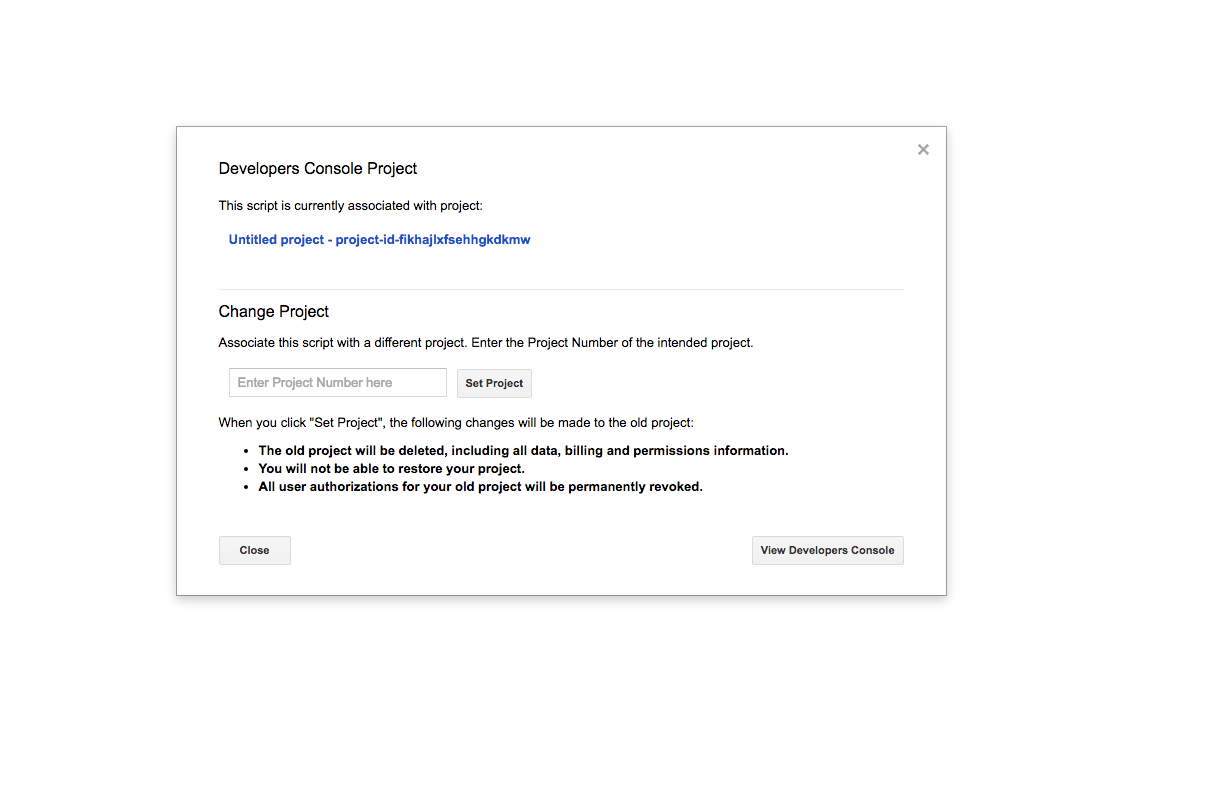 Developers Console Project
This script is currently associated with project:
Untitled project - project-id-fikhajlxfsehhgkdkmw
Change Project
Associate this script with a different project. Enter the Project Number of the intended project.
Enter Project Number here
Set Project
When you click "Set Project", the following changes will be made to the old project:
• The old project will be deleted, including all data, billing and permissions information.
• You will not be able to restore your project.
• All user authorizations for your old project will be permanently revoked.
Close
View Developers Console